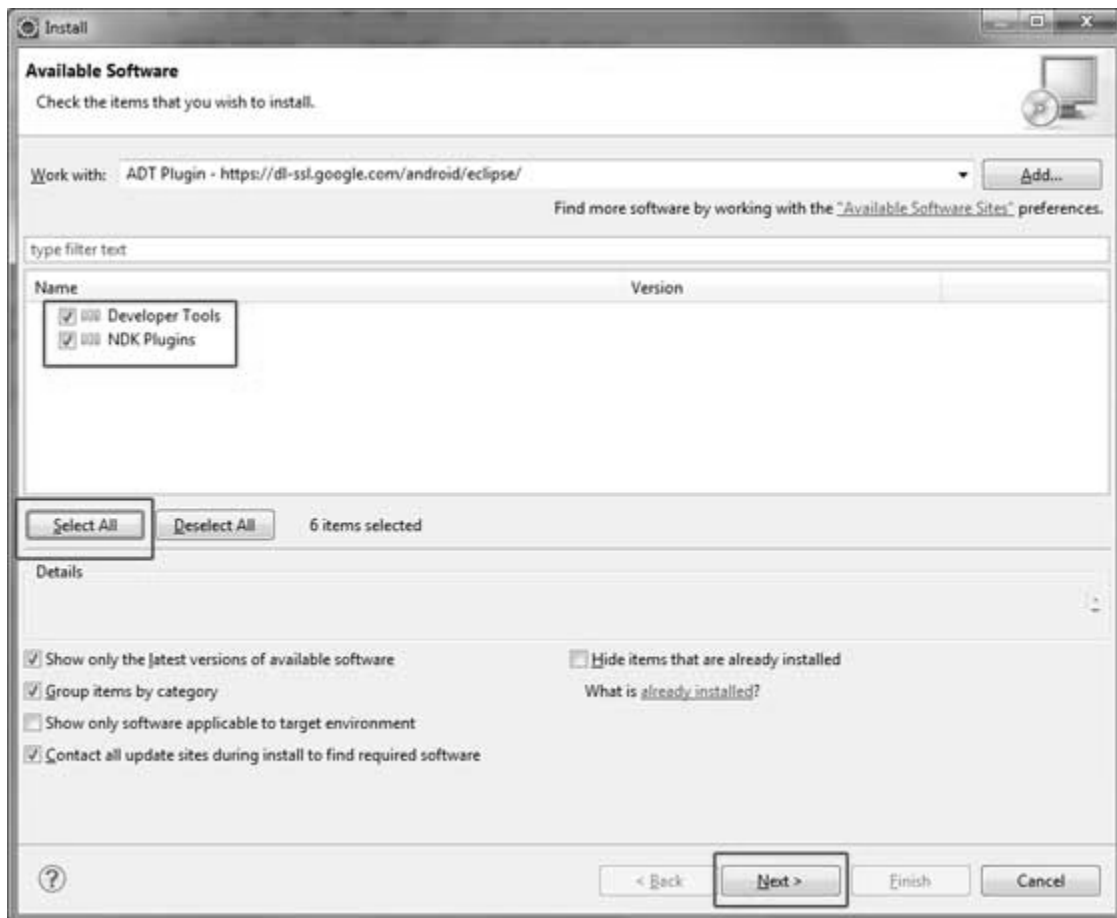 Install
Available Software
Check the items that you wish to install.
Work with: ADT Plugin - https://dl-ssl.google.com/android/eclipse/ Add...
Find more software by working with the "Available Software Sites" preferences.
type filter text
Name Version
Developer Tools
NDK Plugins
Select All Deselect All 6 items selected
Details
Show only the latest versions of available software Hide items that are already installed
Group items by category What is already installed?
Show only software applicable to target environment
Contact all update sites during install to find required software
? < Back Next > Finish Cancel